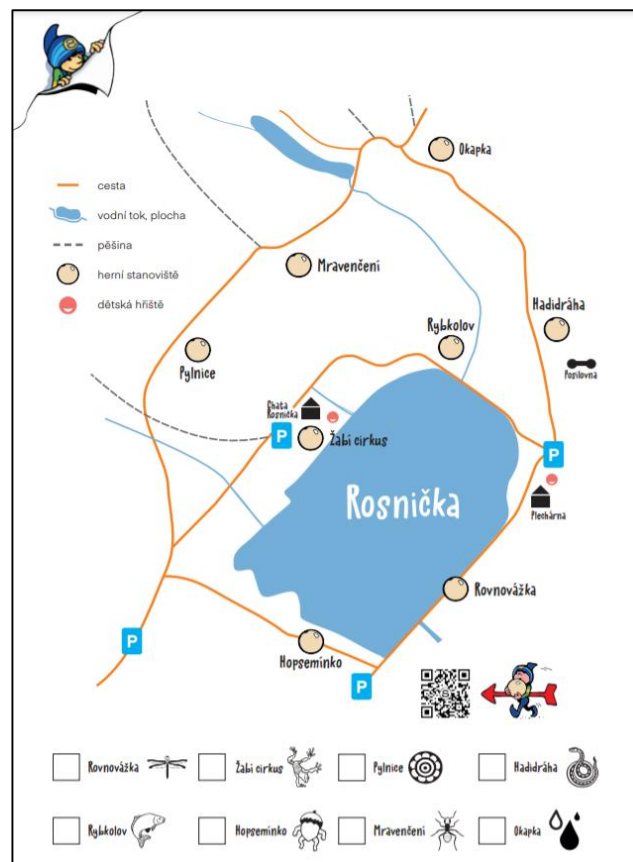 Okapka
cesta
vodní tok, plocha
pěšina
herní stanoviště
dětská hřiště
Mravenčení
Hadidráha
Rybkolov
Posilovna
Pylnice
Chata
Rosnička
P
Žabí cirkus
P
Plechárna
Rosnička
Rovnovážka
P
Hopseminko
P
Rovnovážka
Žabí cirkus
Pylnice
Hadidráha
Rybkolov
Hopseminko
Mravenčení
Okapka